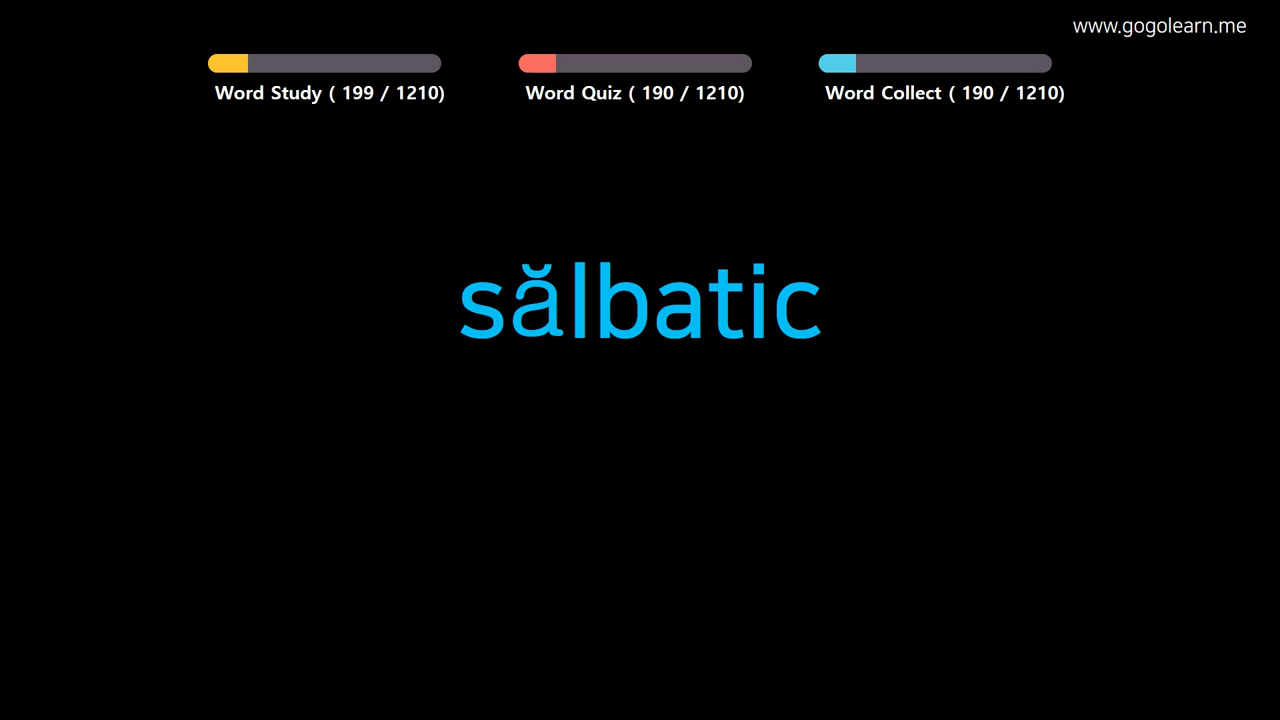 www.gogolearn.me
Word Study ( 199 / 1210)
Word Quiz ( 190 / 1210)
Word Collect ( 190 / 1210)
sălbatic